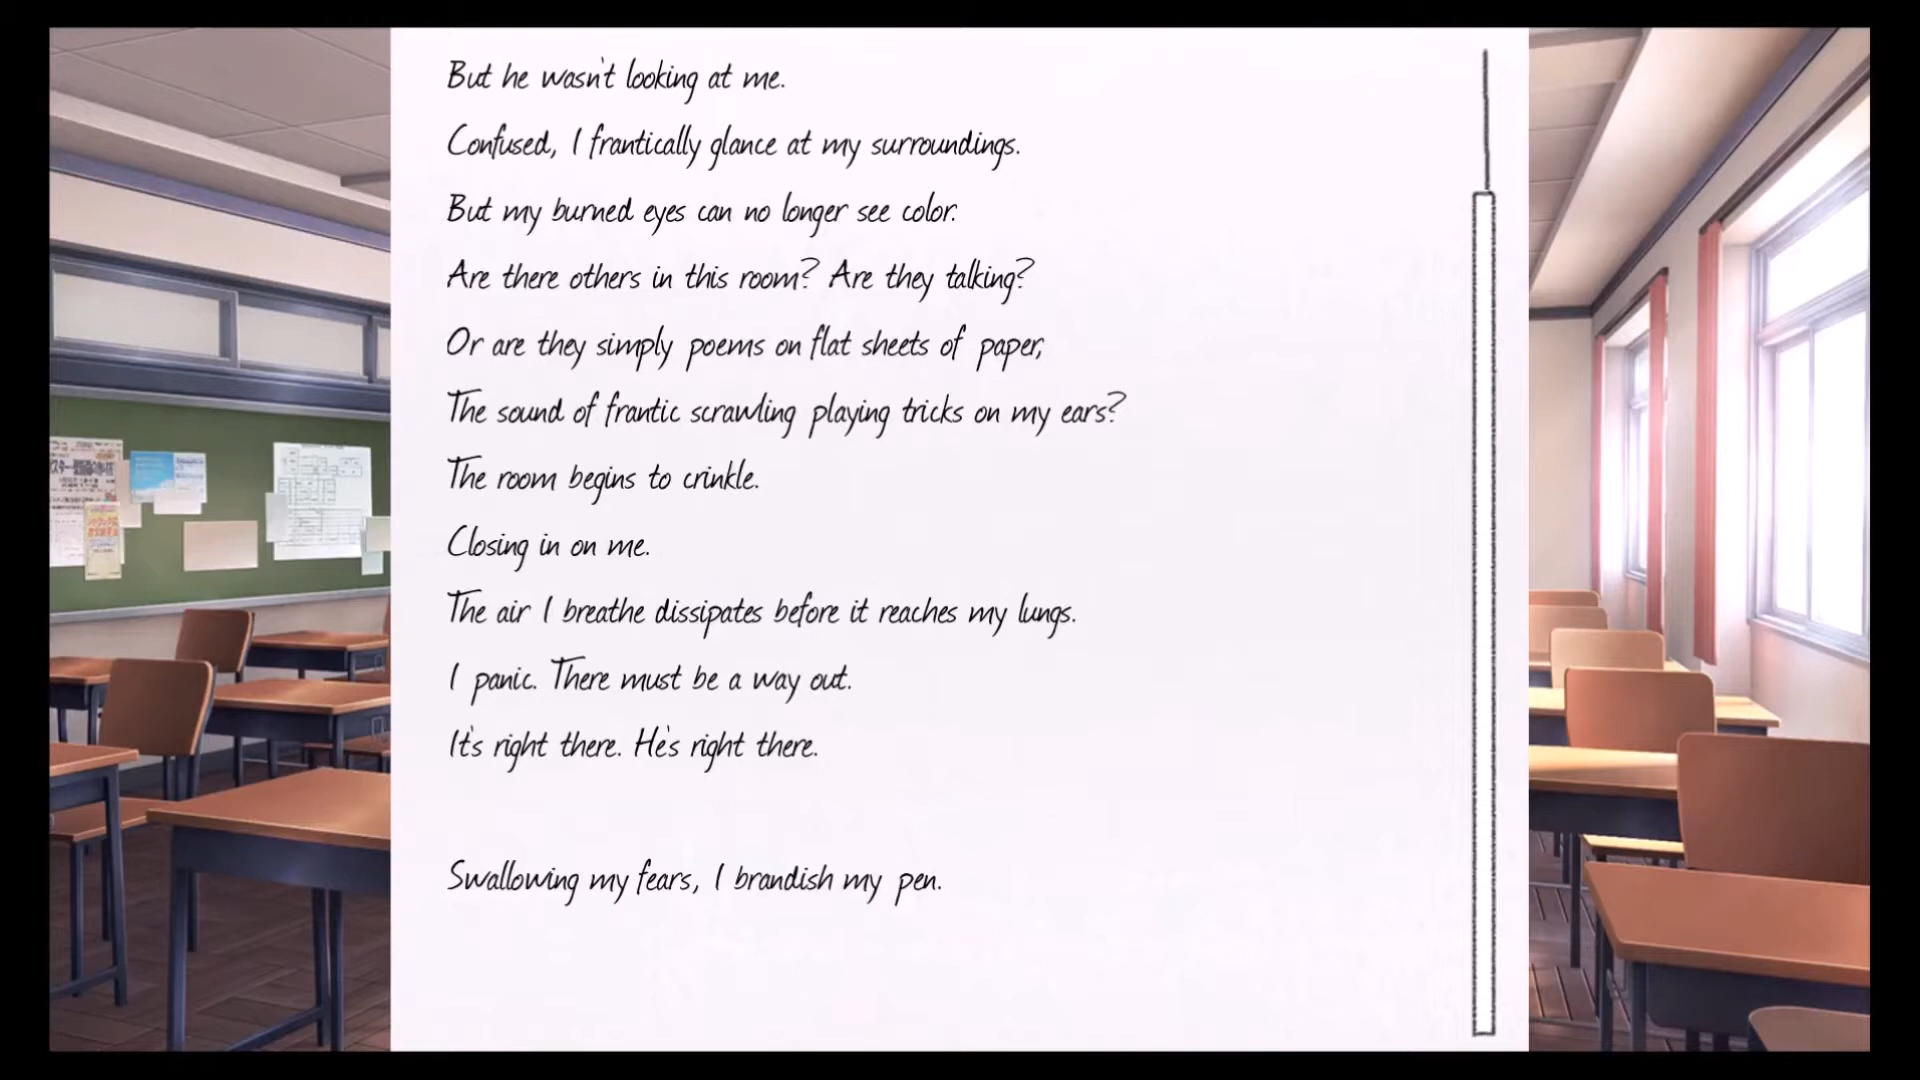 But he wasn't looking at me.
Confused, I frantically glance at my surroundings.
But my burned eyes can no longer see color.
Are there others in this room? Are they talking?
Or are they simply poems on flat sheets of paper,
The sound of frantic scrawling playing tricks on my ears?
The room begins to crinkle.
Closing in on me.
The air I breathe dissipates before it reaches my lungs.
I panic. There must be a way out.
It's right there. He's right there.
Swallowing my fears, I brandish my pen.